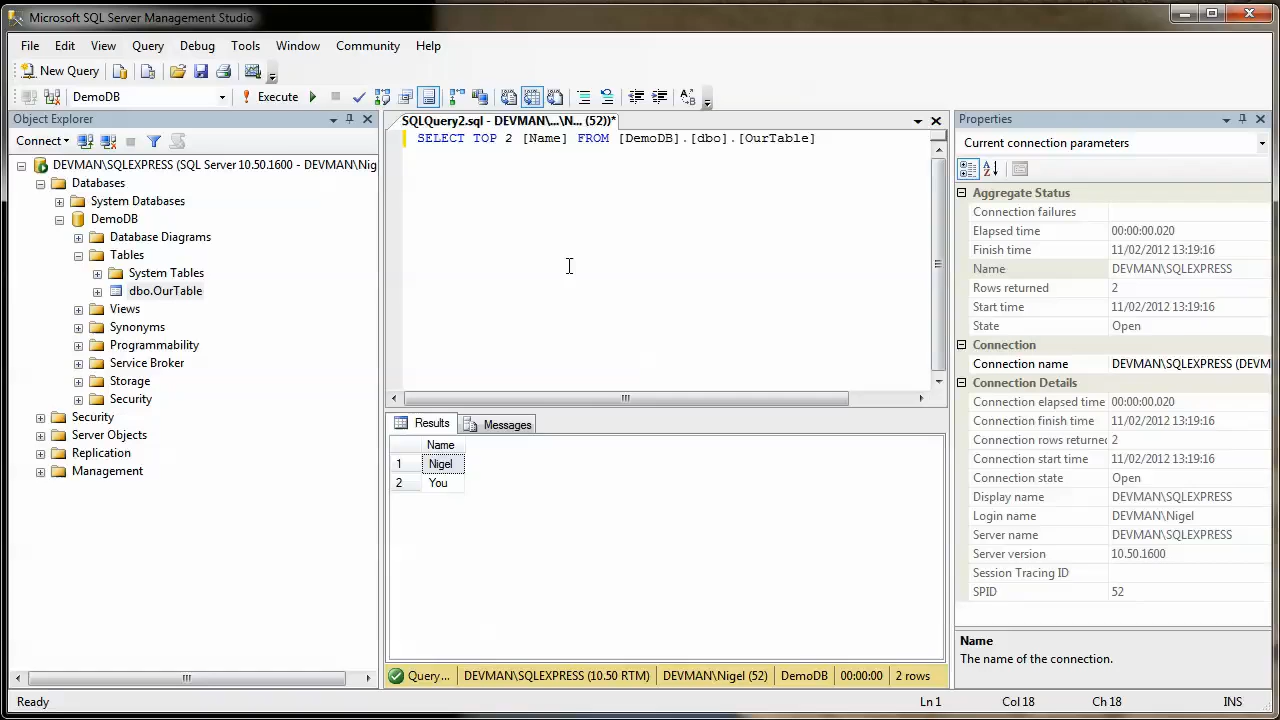 Microsoft SQL Server Management Studio
File Edit View Query Debug Tools Window Community Help
New Query
DemoDB Execute
Object Explorer
Connect
DEVMAN\SQLEXPRESS (SQL Server 10.50.1600 - DEVMAN\Nig
Databases
System Databases
DemoDB
Database Diagrams
Tables
System Tables
dbo.OurTable
Views
Synonyms
Programmability
Service Broker
Storage
Security
Security
Server Objects
Replication
Management
SQLQuery2.sql - DEVMAN\...\N... (52))*
SELECT TOP 2 [Name] FROM [DemoDB].[dbo].[OurTable]
Results Messages
Name
1 Nigel
2 You
Query... DEVMAN\SQLEXPRESS (10.50 RTM) DEVMAN\Nigel (52) DemoDB 00:00:00 2 rows
Properties
Current connection parameters
Aggregate Status
Connection failures
Elapsed time 00:00:00.020
Finish time 11/02/2012 13:19:16
Name DEVMAN\SQLEXPRESS
Rows returned 2
Start time 11/02/2012 13:19:16
State Open
Connection
Connection name DEVMAN\SQLEXPRESS (DEVM
Connection Details
Connection elapsed time 00:00:00.020
Connection finish time 11/02/2012 13:19:16
Connection rows returnec 2
Connection start time 11/02/2012 13:19:16
Connection state Open
Display name DEVMAN\SQLEXPRESS
Login name DEVMAN\Nigel
Server name DEVMAN\SQLEXPRESS
Server version 10.50.1600
Session Tracing ID
SPID 52
Name
The name of the connection.
Ready Ln 1 Col 18 Ch 18 INS